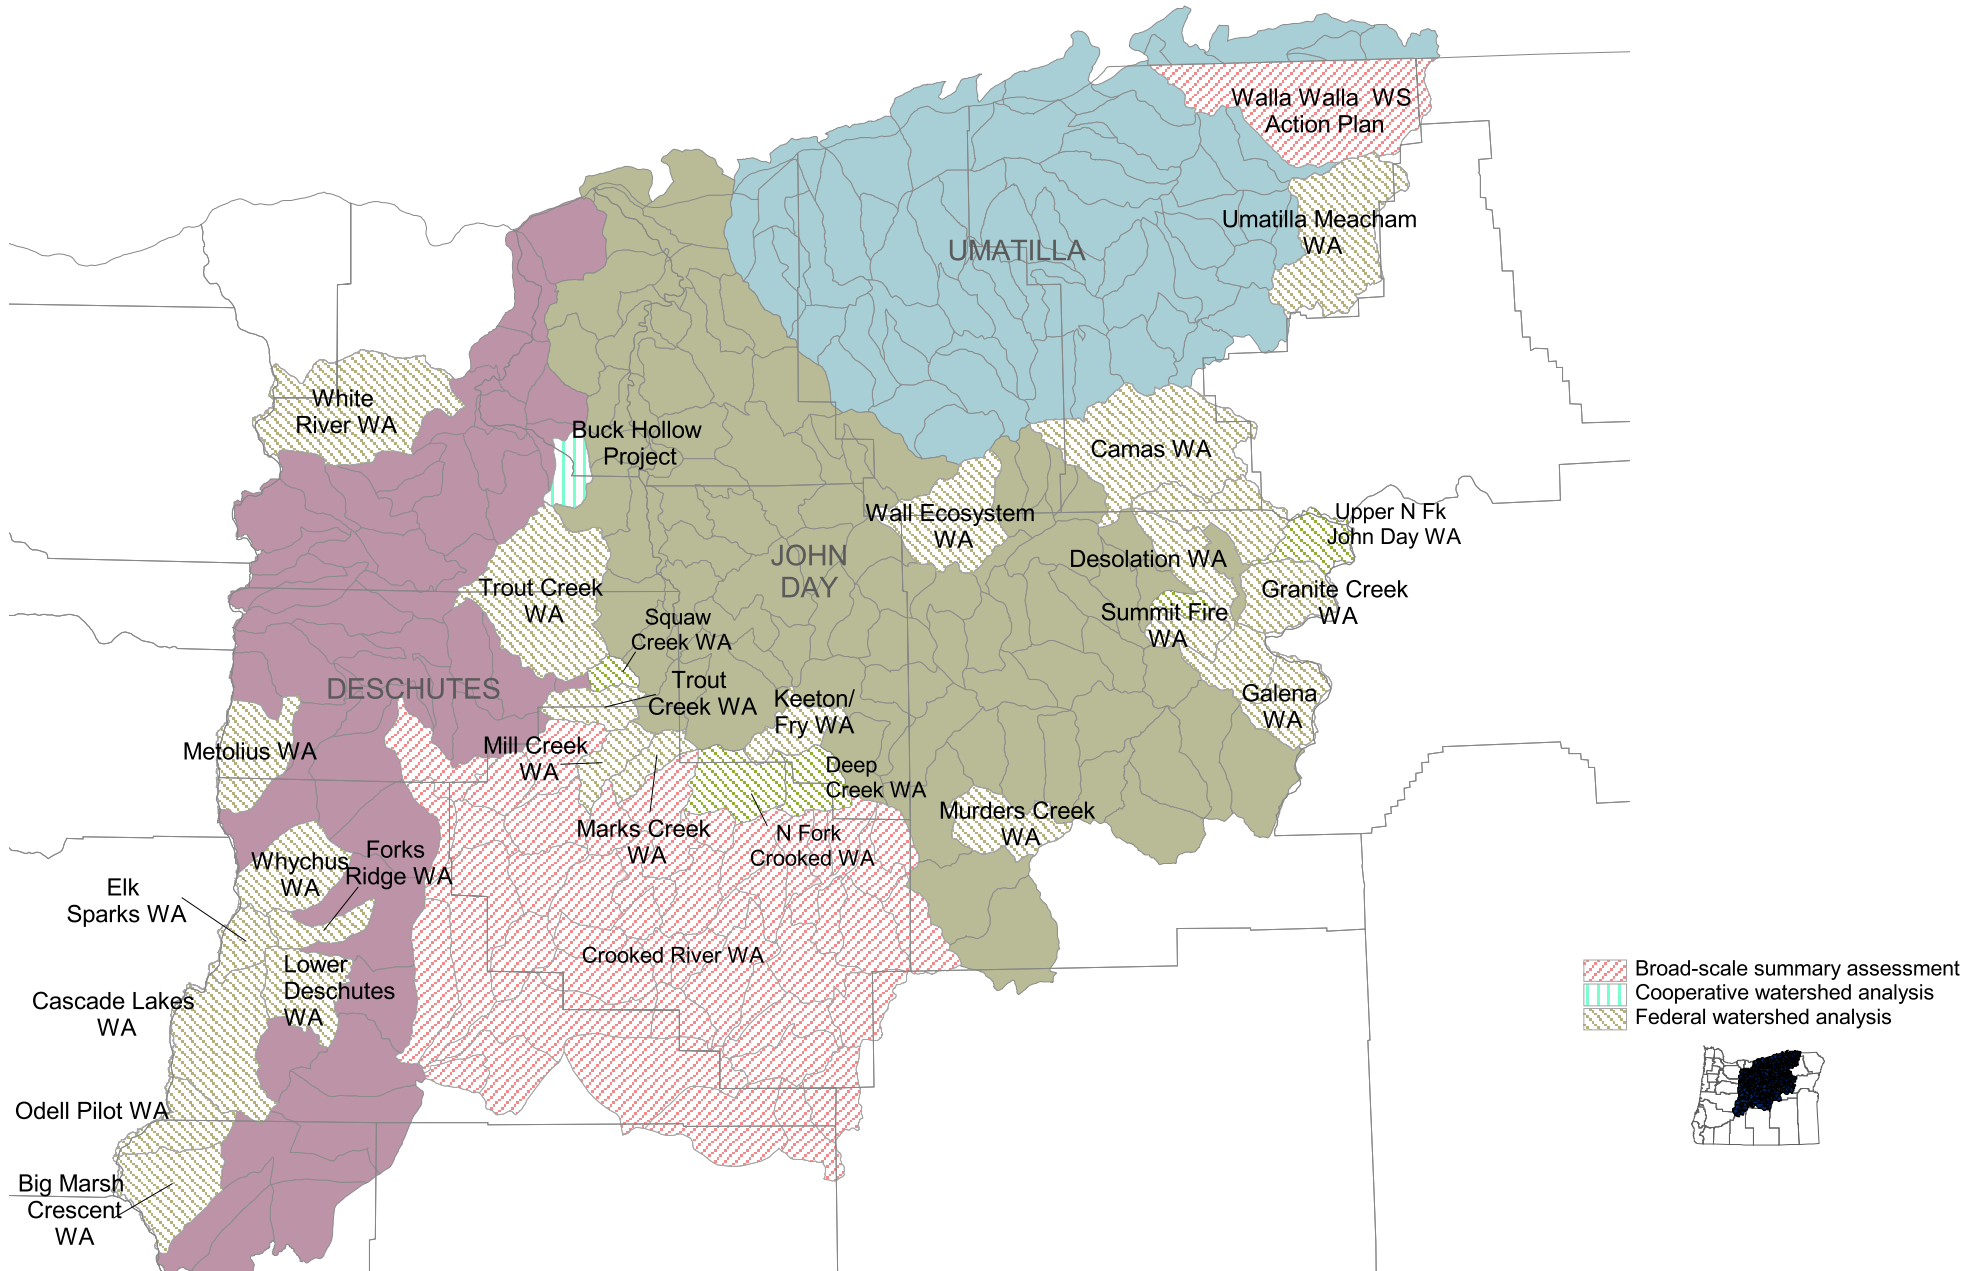 Walla Walla WS
Action Plan
Umatilla Meacham
WA
UMATILLA
White
River WA
Buck Hollow
Project
Camas WA
Wall Ecosystem
WA
Upper N Fk
John Day WA
JOHN
DAY
Desolation WA
Trout Creek
WA
Granite Creek
WA
Squaw
Creek WA
Summit Fire
WA
DESCHUTES
Trout
Creek WA
Keeton/
Fry WA
Galena
WA
Metolius WA
Mill Creek
WA
Deep
Creek WA
Murders Creek
WA
Marks Creek
WA
N Fork
Crooked WA
Whychus
WA
Forks
Ridge WA
Elk
Sparks WA
Crooked River WA
Lower
Deschutes
WA
Cascade Lakes
WA
Odell Pilot WA
Big Marsh
Crescent
WA
Broad-scale summary assessment
Cooperative watershed analysis
Federal watershed analysis